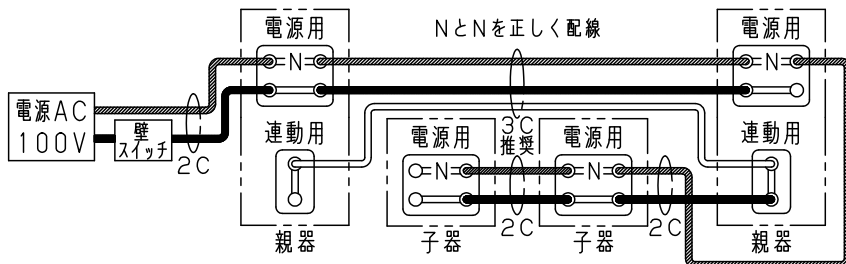 電源用
NとNを正しく配線
電源用
N
N
電源AC
100V
壁
スイッチ
2C
連動用
3C
推奨
電源用
電源用
連動用
N
N
2C
2C
親器
子器
子器
親器